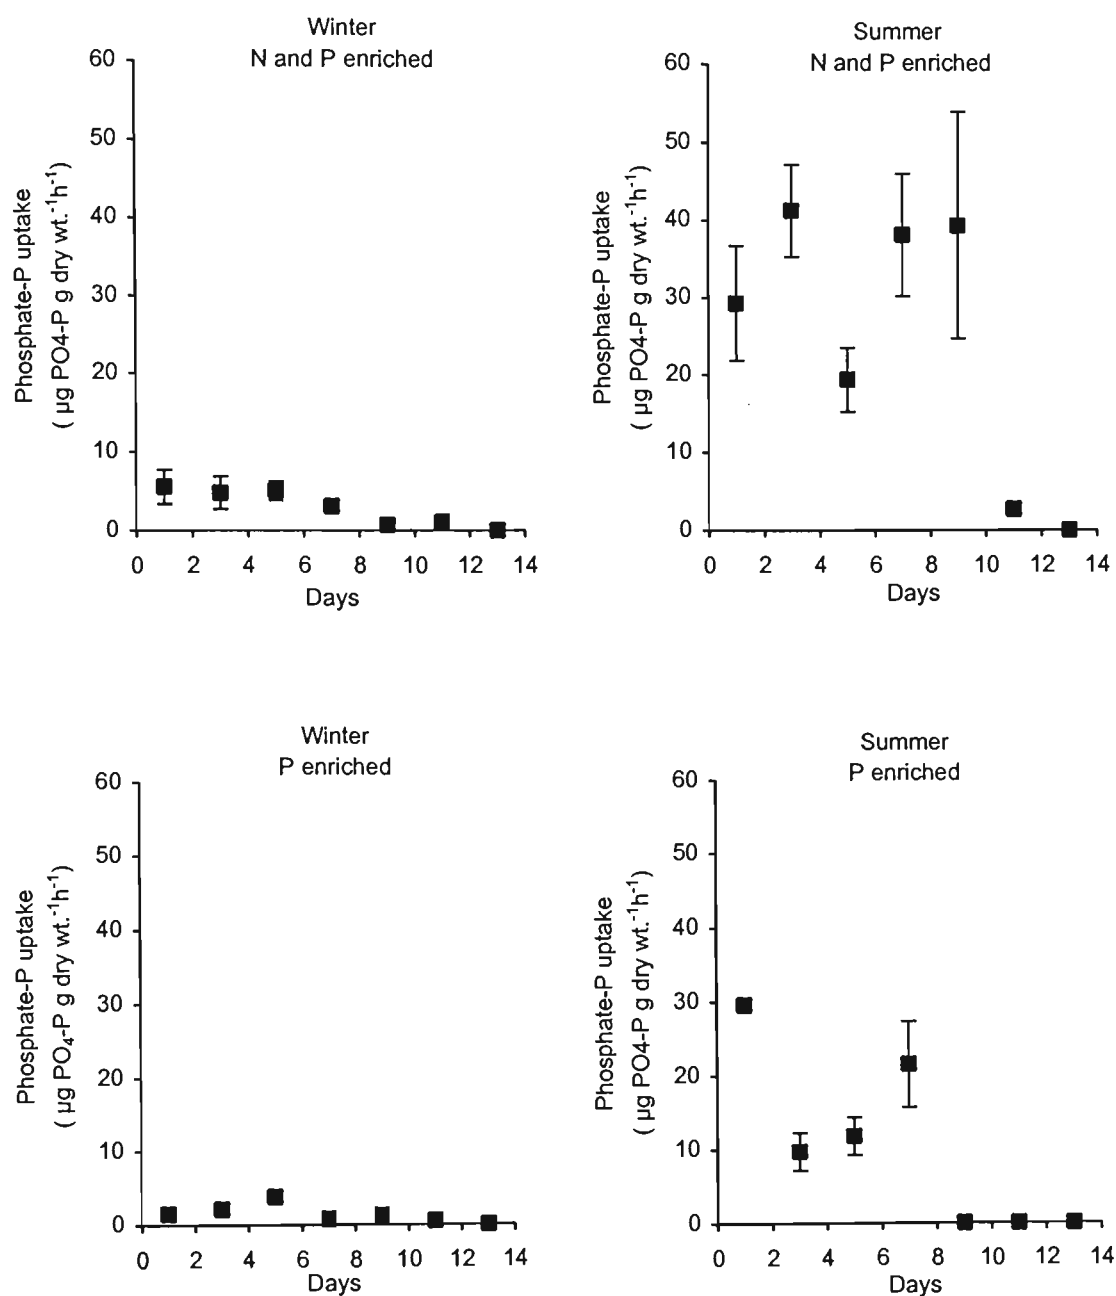 Winter
N and P enriched
60
50
40
30
20
10
0
Phosphate-P uptake
( µg PO4-P g dry wt.⁻¹h⁻¹)
0 2 4 6 8 10 12 14
Days
Summer
N and P enriched
60
50
40
30
20
10
0
Phosphate-P uptake
( µg PO4-P g dry wt.⁻¹h⁻¹)
0 2 4 6 8 10 12 14
Days
Winter
P enriched
60
50
40
30
20
10
0
Phosphate-P uptake
( µg PO₄-P g dry wt.⁻¹h⁻¹)
0 2 4 6 8 10 12 14
Days
Summer
P enriched
60
50
40
30
20
10
0
Phosphate-P uptake
( µg PO4-P g dry wt.⁻¹h⁻¹)
0 2 4 6 8 10 12 14
Days